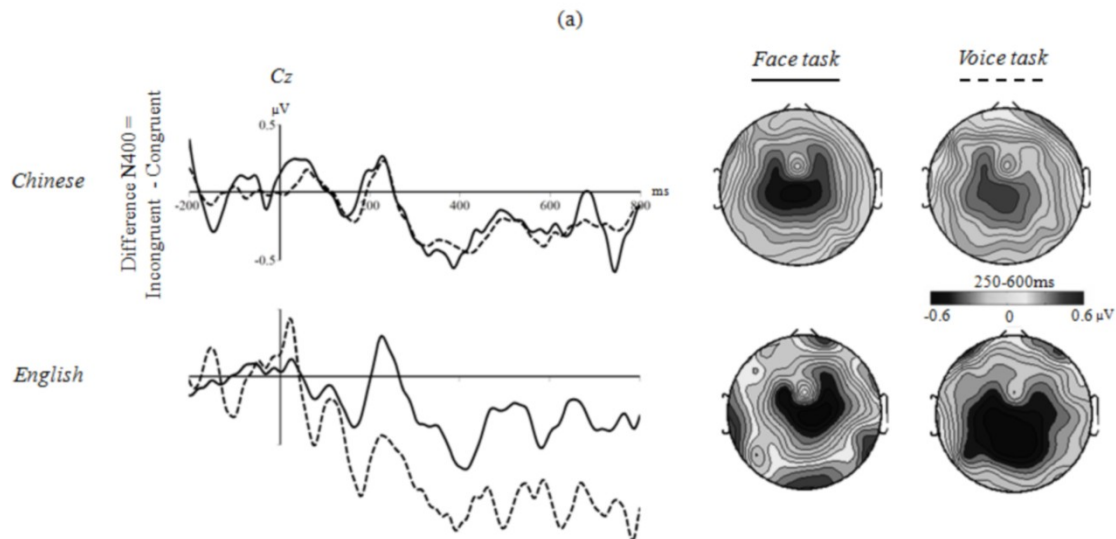 (a)
Face task
Voice task
Cz
µV
0.5
Difference N400 =
Incongruent - Congruent
Chinese
ms
-200
200
400
600
800
-0.5
250-600ms
-0.6
0
0.6 µV
English